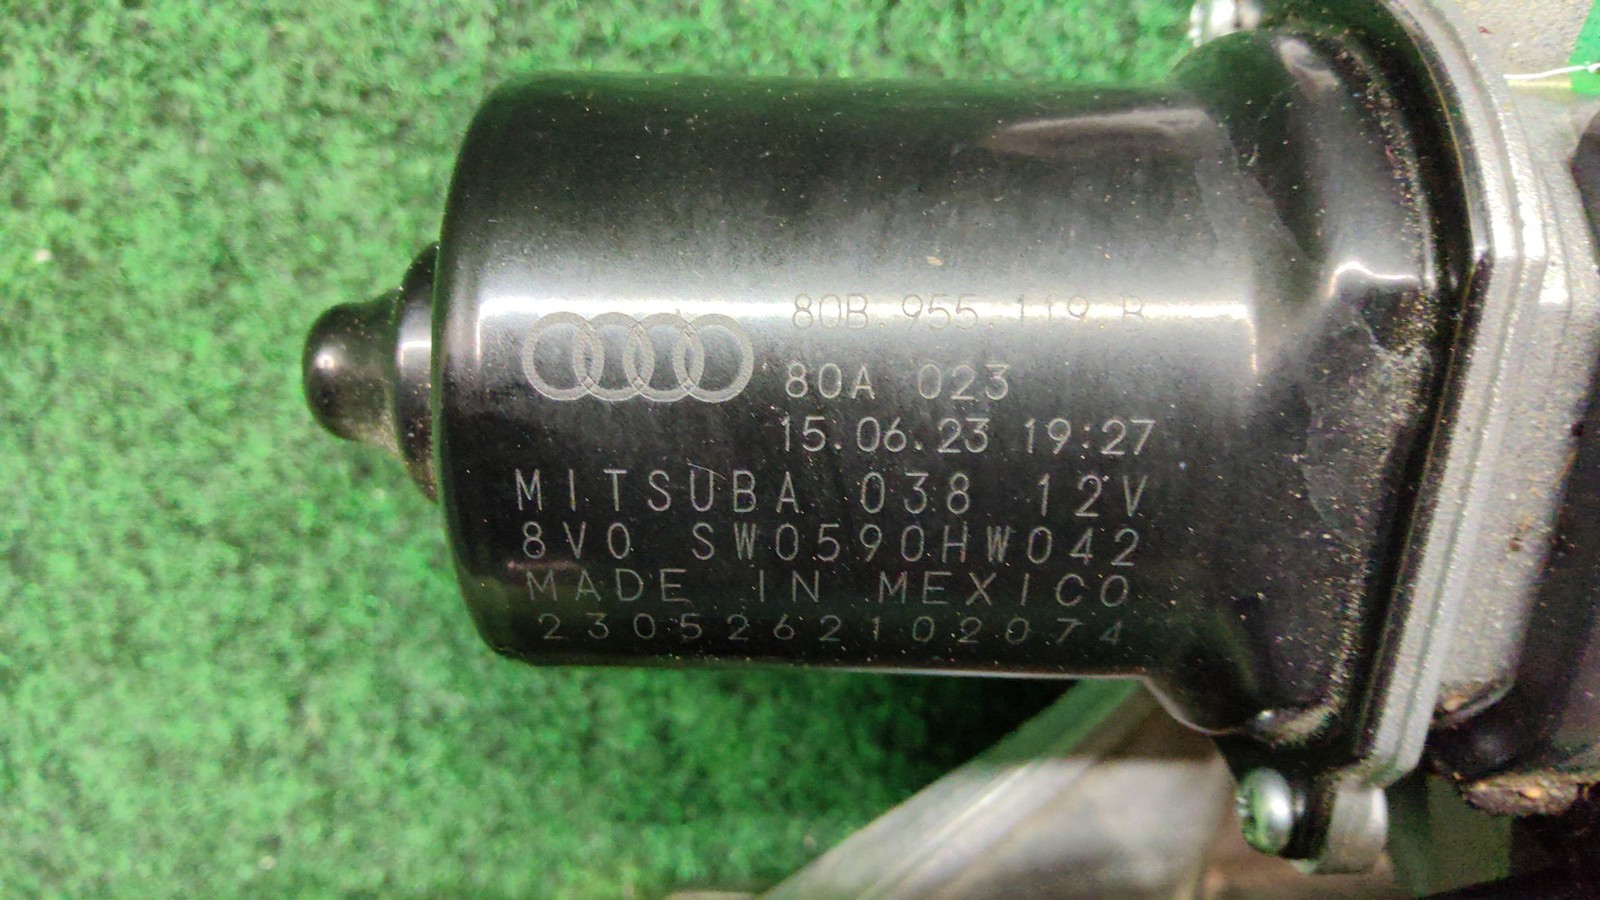 80B.955.119 B
80A 023
15.06.23 19:27
MITSUBA 038 12V
8V0 SW0590HW042
MADE IN MEXICO
2305262102074